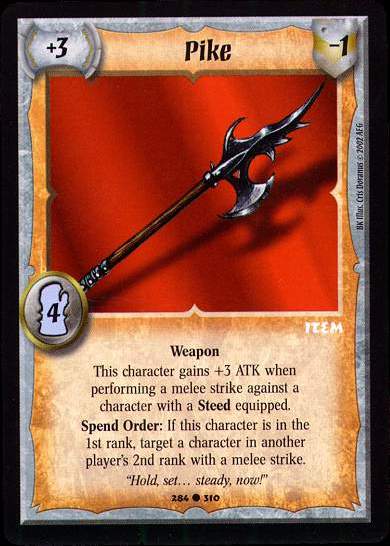 +3
Pike
-1
BK Illus. Cris Dornaus © 2002 AEG
4
ITEM
Weapon
This character gains +3 ATK when
performing a melee strike against a
character with a Steed equipped.
Spend Order: If this character is in the
1st rank, target a character in another
player's 2nd rank with a melee strike.
"Hold, set... steady, now!"
284 ● 310